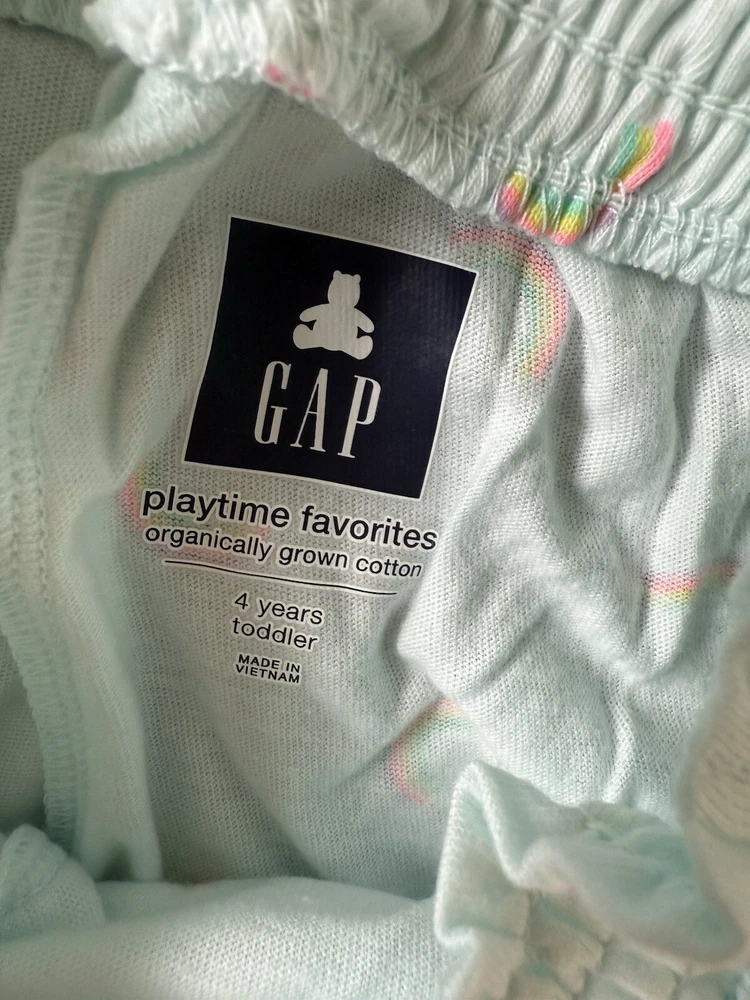 GAP
playtime favorites
organically grown cotton
4 years
toddler
MADE IN
VIETNAM